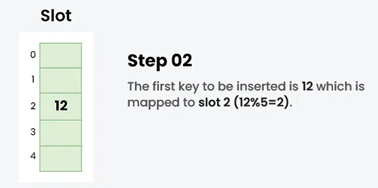 Slot
0
1
2 12
3
4
Step 02
The first key to be inserted is 12 which is
mapped to slot 2 (12%5=2).